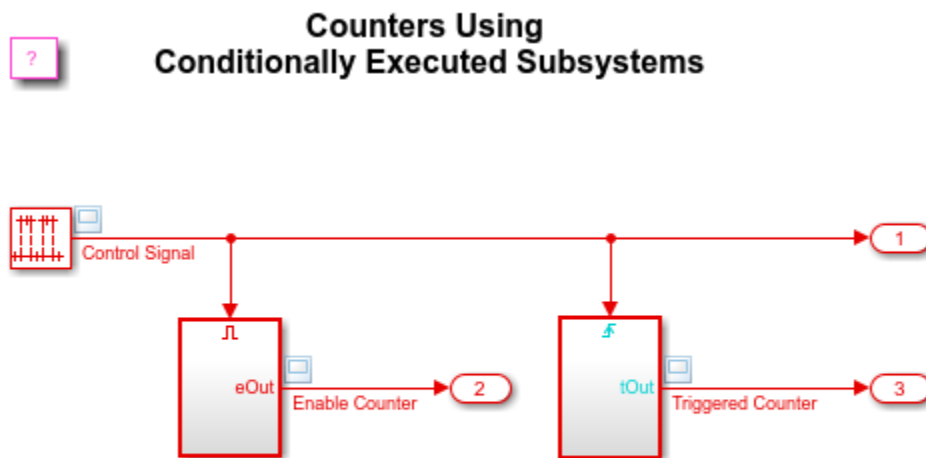 Counters Using
Conditionally Executed Subsystems
?
Control Signal
1
eOut
Enable Counter
2
tOut
Triggered Counter
3